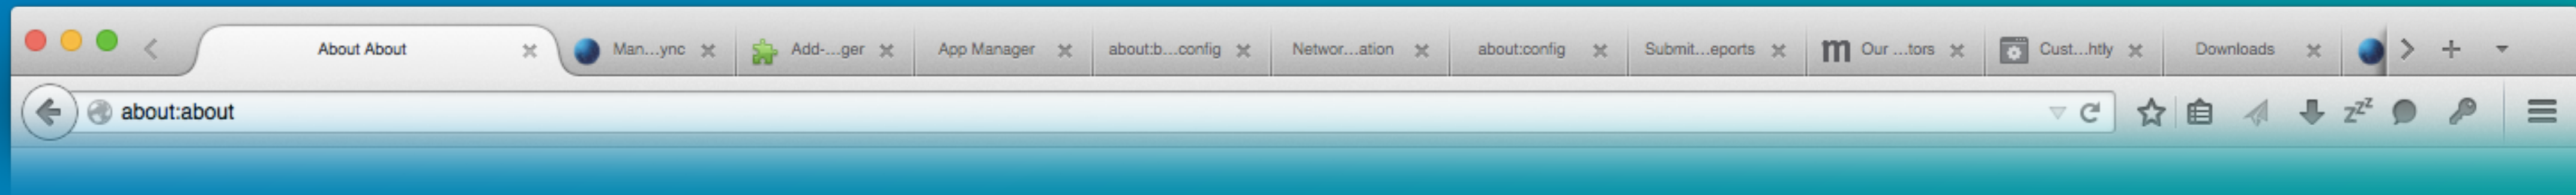 About About
Man...ync
Add-...ger
App Manager
about:b...config
Networ...ation
about:config
Submit...eports
m
Our ...tors
Cust...htly
Downloads
about:about
zzz